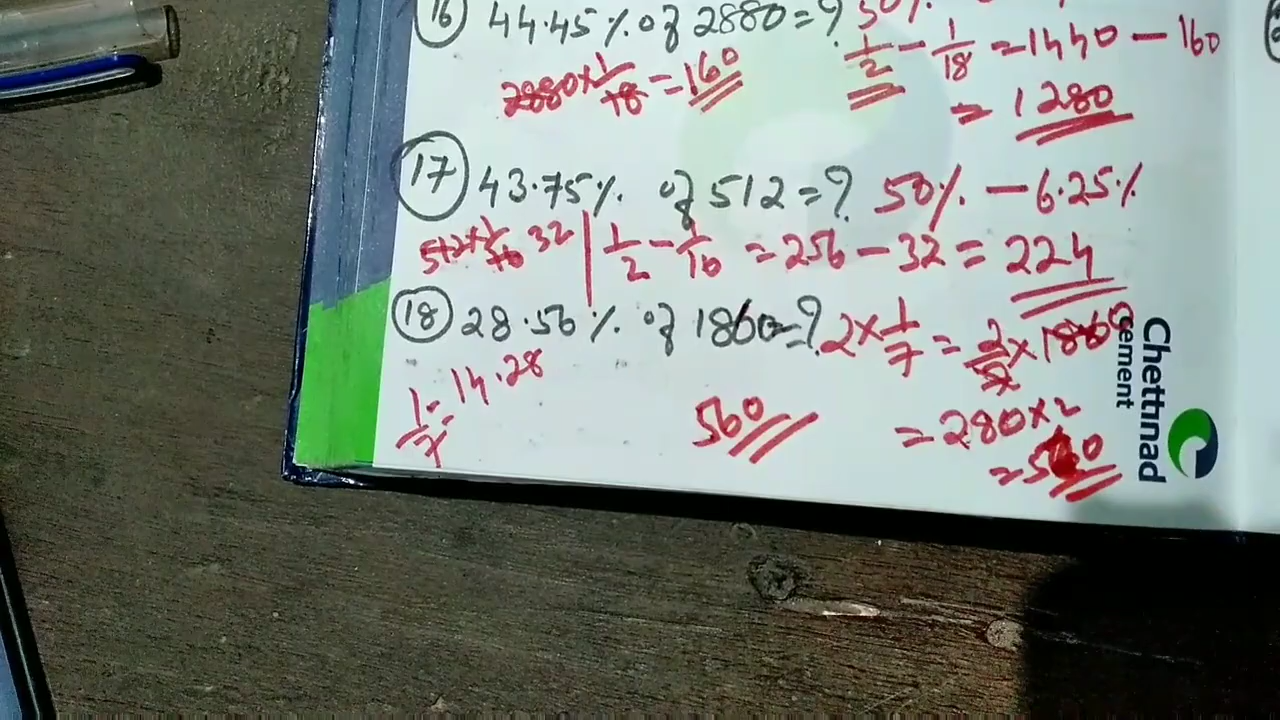 16 44.45% of 2880=? 50%
2880×1/18 =160 1/2 - 1/18 =1440 - 160
= 1280
17 43.75% of 512=? 50% - 6.25%
512×1/16 32 | 1/2 - 1/16 = 256 - 32 = 224
18 28.56% of 1860=? 2×1/7 = 2/7 × 1860
1/7 = 14.28
560 = 280×2
= 560
Chettnad
cement